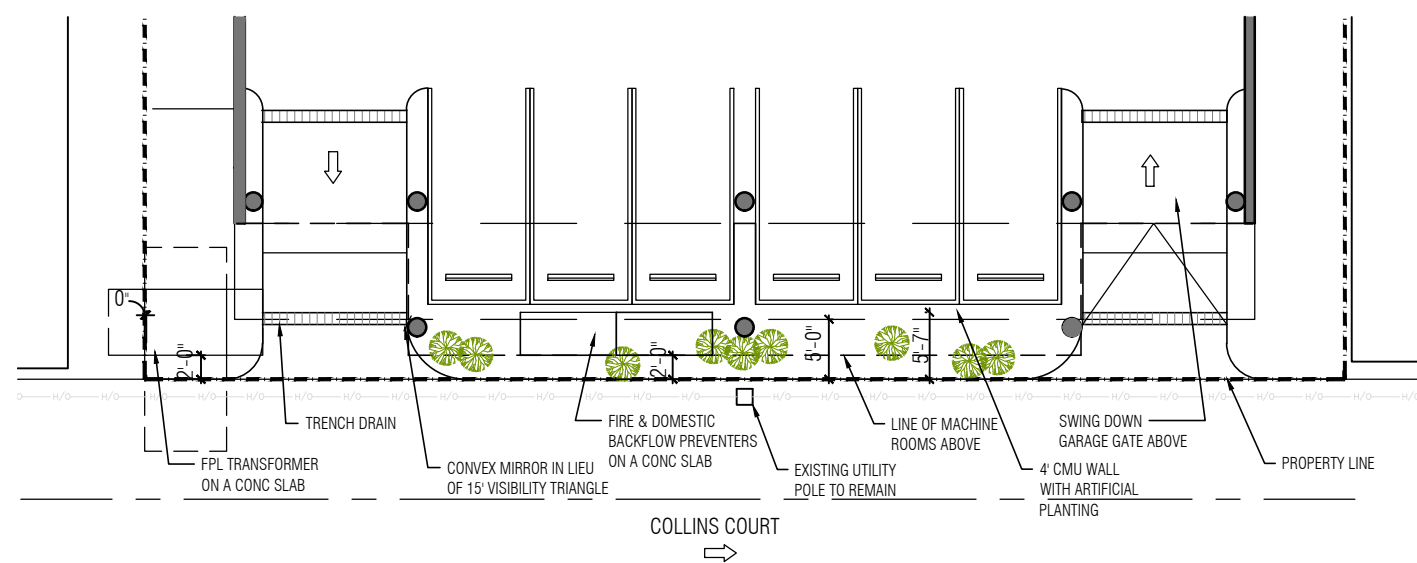 0"
2'-0"
2'-0"
5'-0"
5'-7"
H/O H/O H/O H/O H/O H/O H/O H/O H/O H/O H/O H/O H/O H/O H/O H/O H/O H/O H/O H/O H/O H/O H/O H/O H/O
TRENCH DRAIN
FPL TRANSFORMER
ON A CONC SLAB
CONVEX MIRROR IN LIEU
OF 15' VISIBILITY TRIANGLE
FIRE & DOMESTIC
BACKFLOW PREVENTERS
ON A CONC SLAB
EXISTING UTILITY
POLE TO REMAIN
LINE OF MACHINE
ROOMS ABOVE
4' CMU WALL
WITH ARTIFICIAL
PLANTING
SWING DOWN
GARAGE GATE ABOVE
PROPERTY LINE
COLLINS COURT